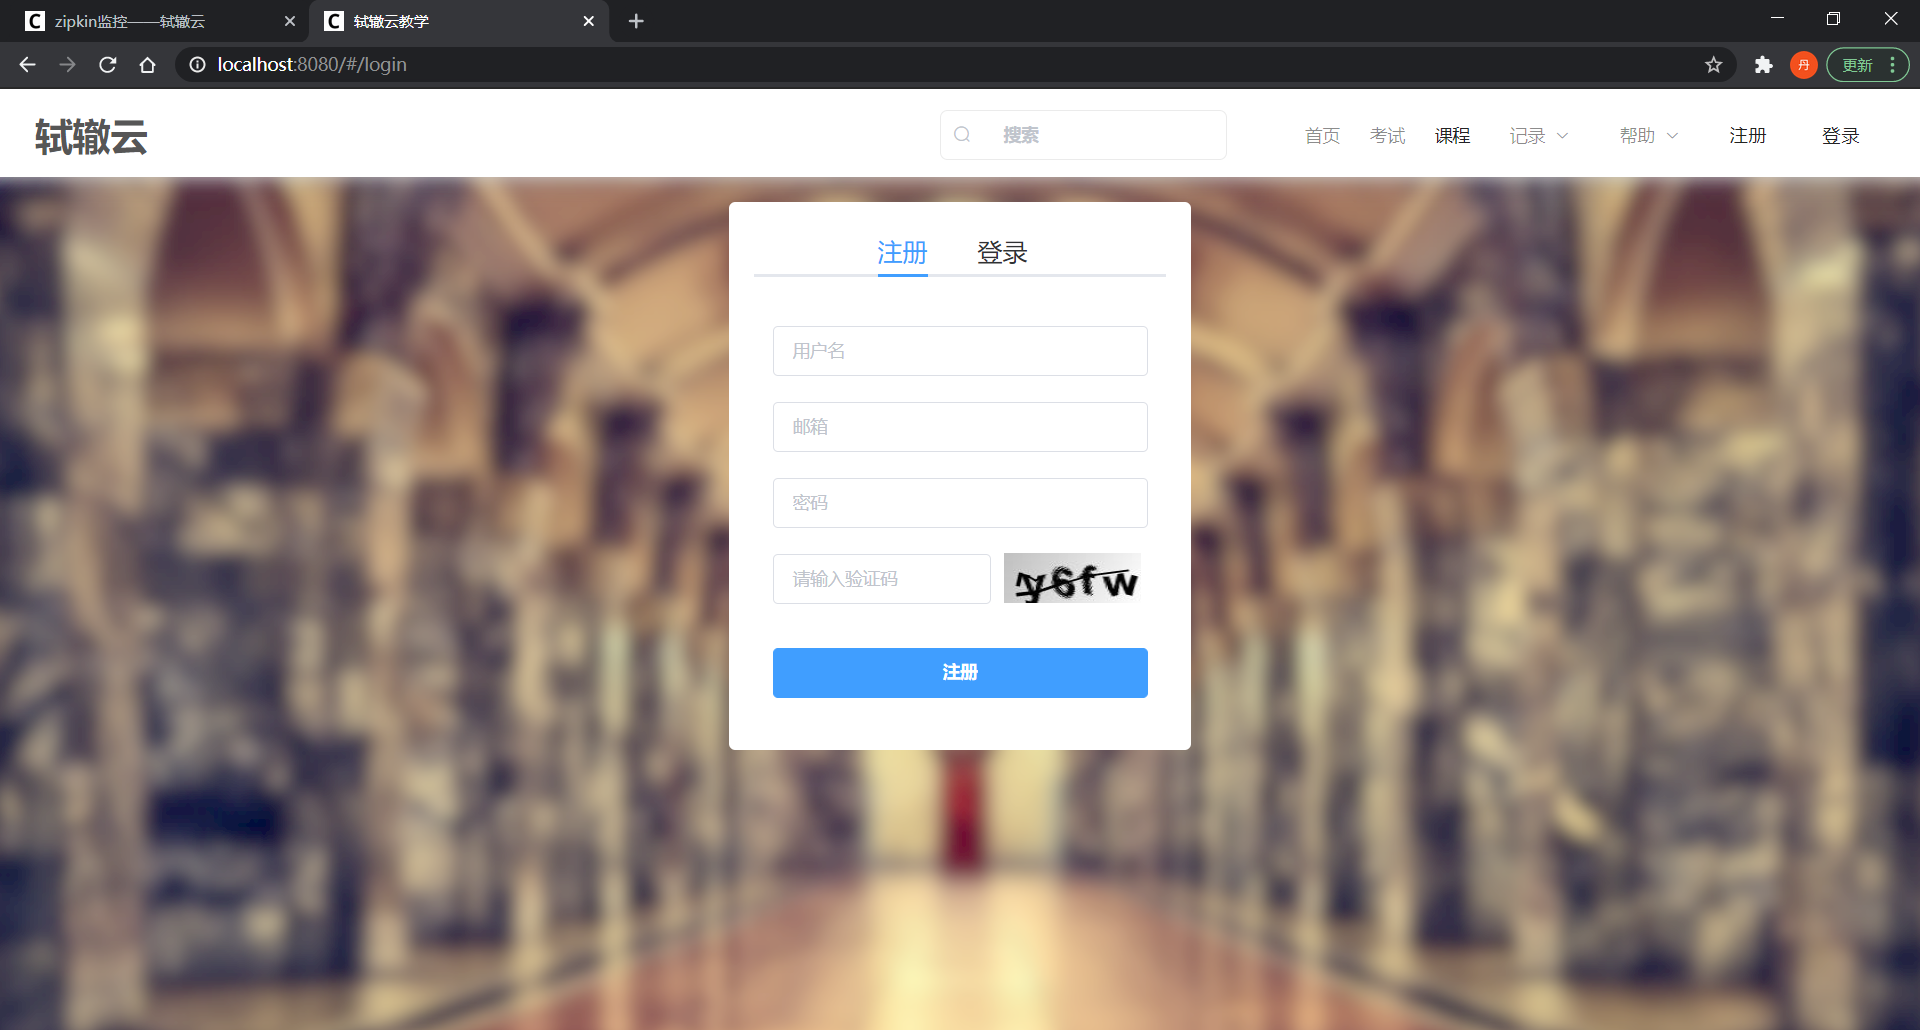 zipkin监控——轼辙云
轼辙云教学
localhost:8080/#/login
丹
更新
轼辙云
搜索
首页
考试
课程
记录
帮助
注册
登录
注册
登录
用户名
邮箱
密码
请输入验证码
y6fw
注册